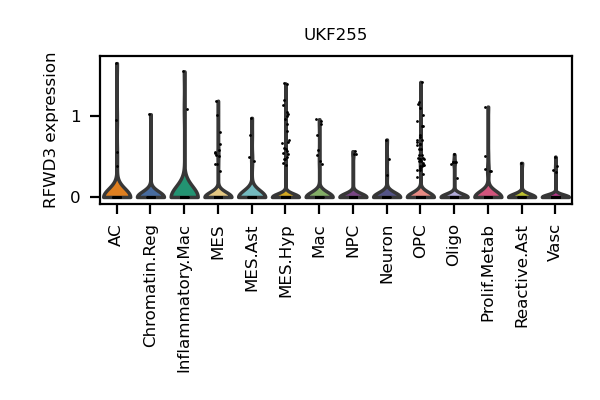 UKF255
RFWD3 expression
1
0
AC
Chromatin.Reg
Inflammatory.Mac
MES
MES.Ast
MES.Hyp
Mac
NPC
Neuron
OPC
Oligo
Prolif.Metab
Reactive.Ast
Vasc